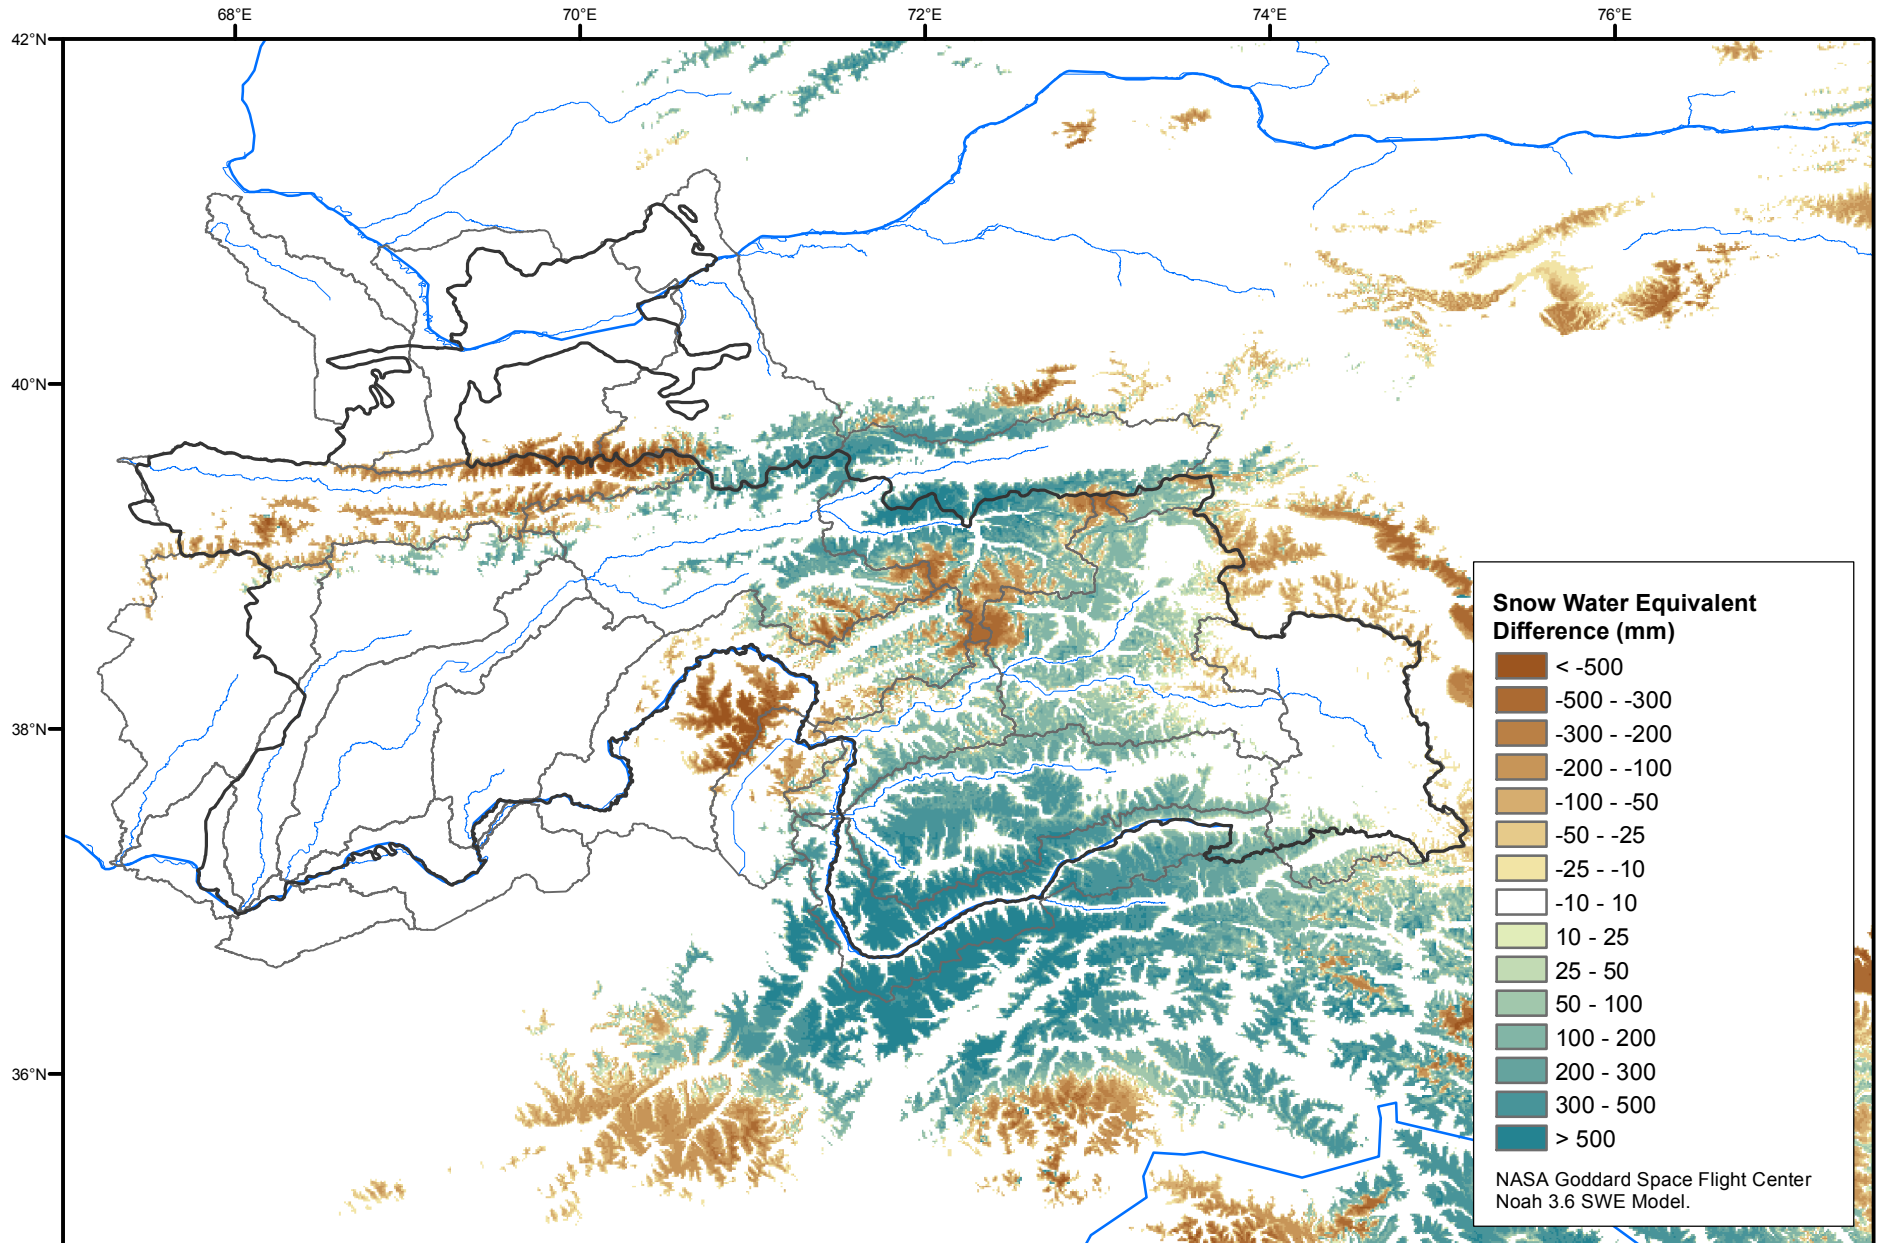 68°E 70°E 72°E 74°E 76°E
42°N
40°N
38°N
36°N
Snow Water Equivalent
Difference (mm)
< -500
-500 - -300
-300 - -200
-200 - -100
-100 - -50
-50 - -25
-25 - -10
-10 - 10
10 - 25
25 - 50
50 - 100
100 - 200
200 - 300
300 - 500
> 500
NASA Goddard Space Flight Center
Noah 3.6 SWE Model.